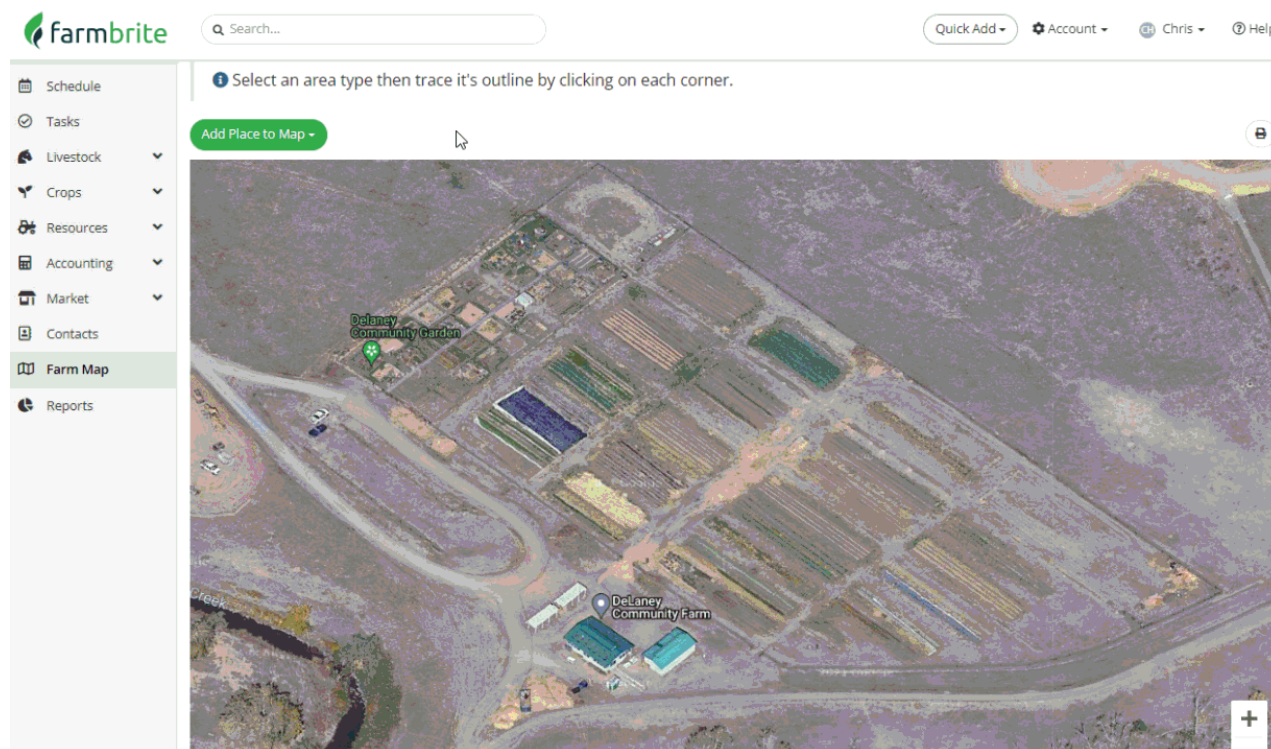 farmbrite
Search...
Quick Add
Account
CH
Chris
Help
Schedule
Tasks
Livestock
Crops
Resources
Accounting
Market
Contacts
Farm Map
Reports
Select an area type then trace it's outline by clicking on each corner.
Add Place to Map
Delaney
Community Garden
DeLaney
Community Farm
Creek